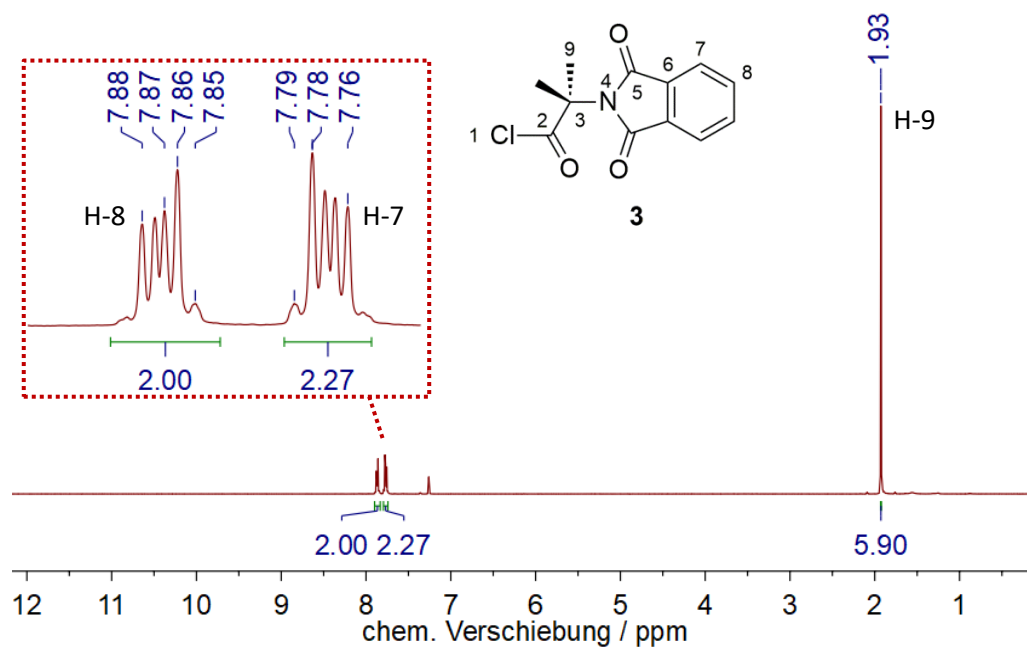 7.88 7.87 7.86 7.85 7.79 7.78 7.76
H-8
H-7
2.00 2.27
O 9 7
8
6
4 N 5
3
2
1 Cl
O O
3
1.93
H-9
2.00 2.27 5.90
12 11 10 9 8 7 6 5 4 3 2 1
chem. Verschiebung / ppm